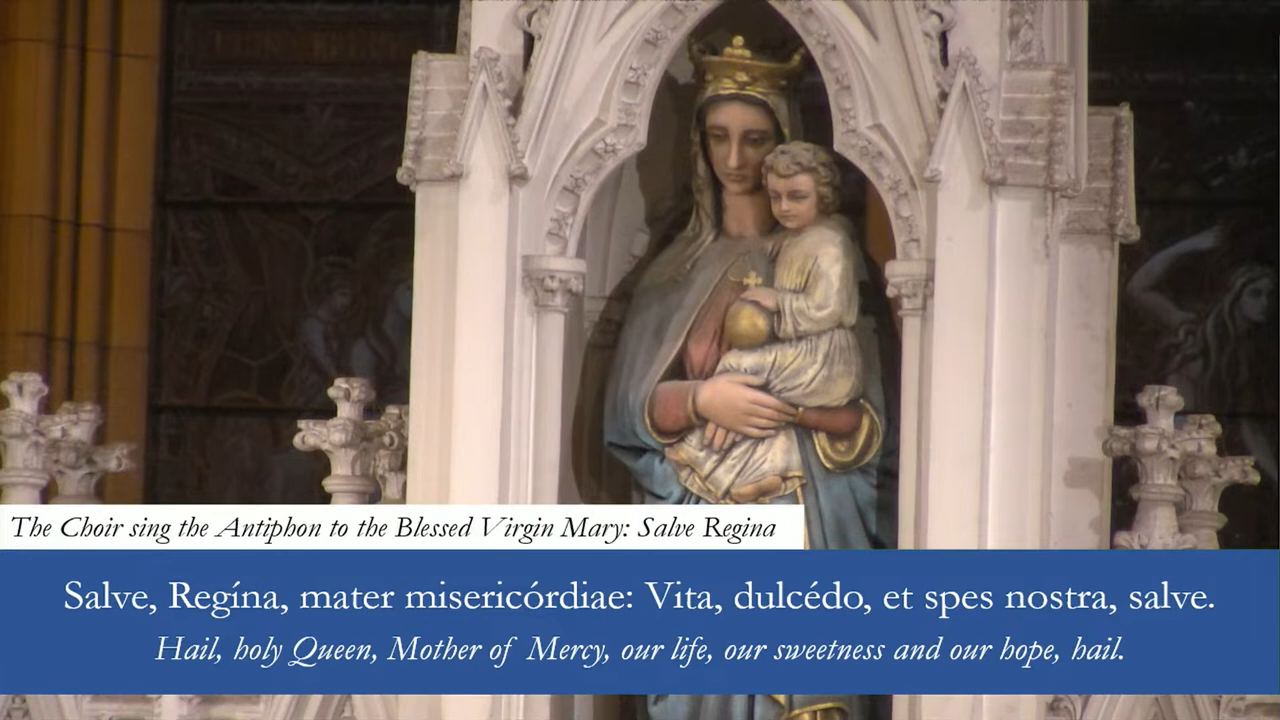 The Choir sing the Antiphon to the Blessed Virgin Mary: Salve Regina
Salve, Regína, mater misericórdiae: Vita, dulcédo, et spes nostra, salve.
Hail, holy Queen, Mother of Mercy, our life, our sweetness and our hope, hail.